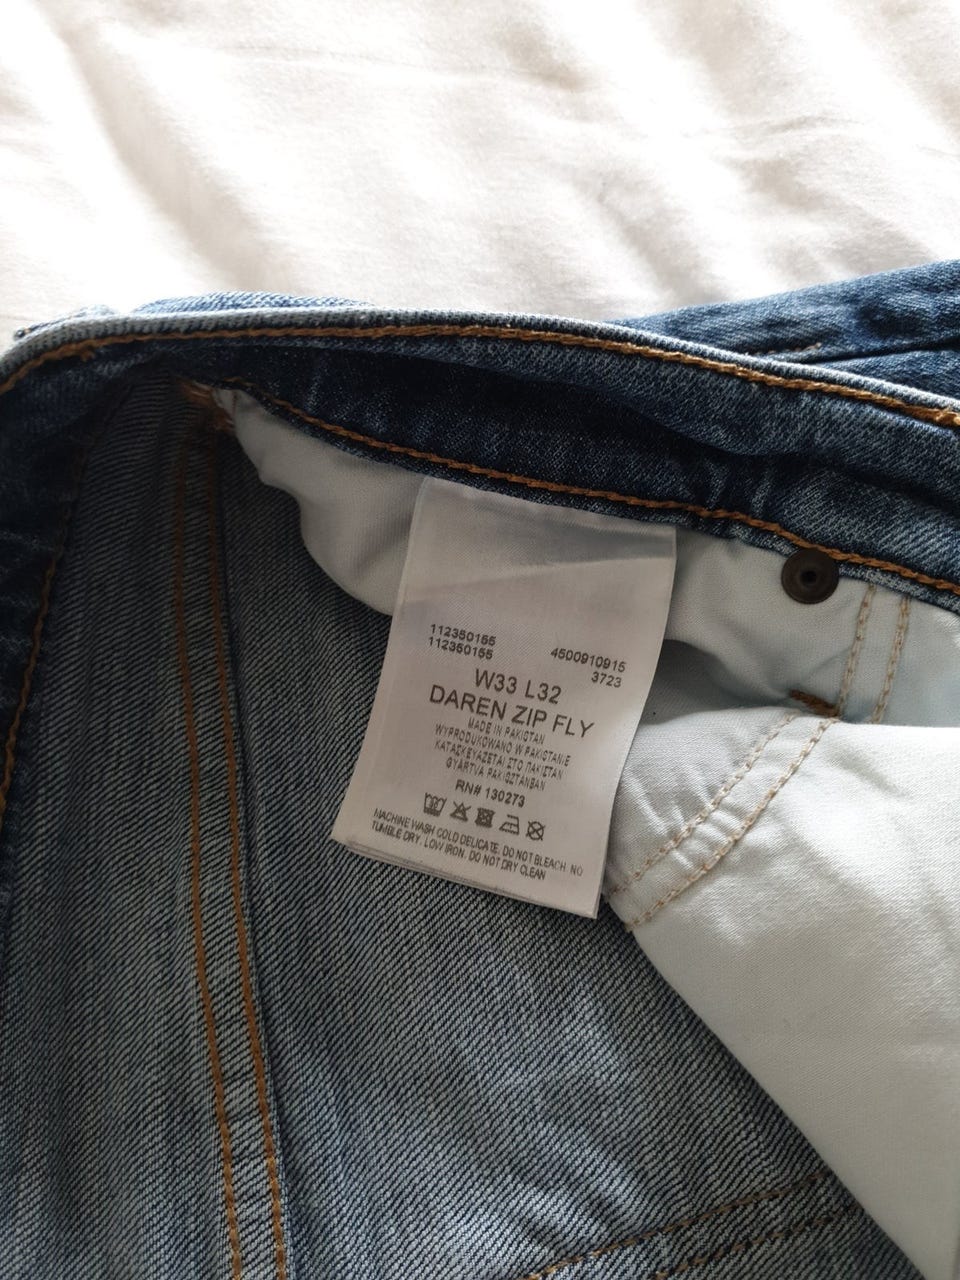 112350155
112350155
4500910915
3723
W33 L32
DAREN ZIP FLY
MADE IN PAKISTAN
WYPRODUKOWANO W PAKISTANIE
ΚΑΤΑΣΚΕΥΑΖΕΤΑΙ ΣΤΟ ΠΑΚΙΣΤΑΝ
GYÁRTVA PAKISZTÁNBAN
RN# 130273
MACHINE WASH COLD DELICATE. DO NOT BLEACH. NO
TUMBLE DRY. LOW IRON. DO NOT DRY CLEAN